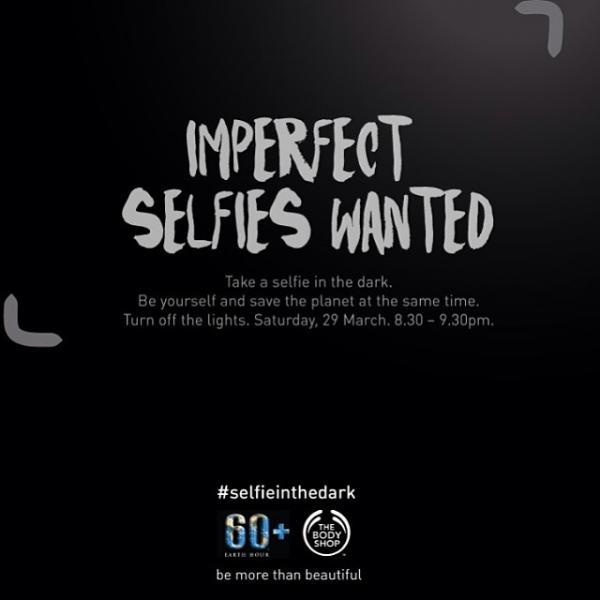 IMPERFECT
SELFIES WANTED
Take a selfie in the dark.
Be yourself and save the planet at the same time.
Turn off the lights. Saturday, 29 March. 8.30 – 9.30pm.
#selfieinthedark
60+
EARTH HOUR
THE
BODY
SHOP
be more than beautiful